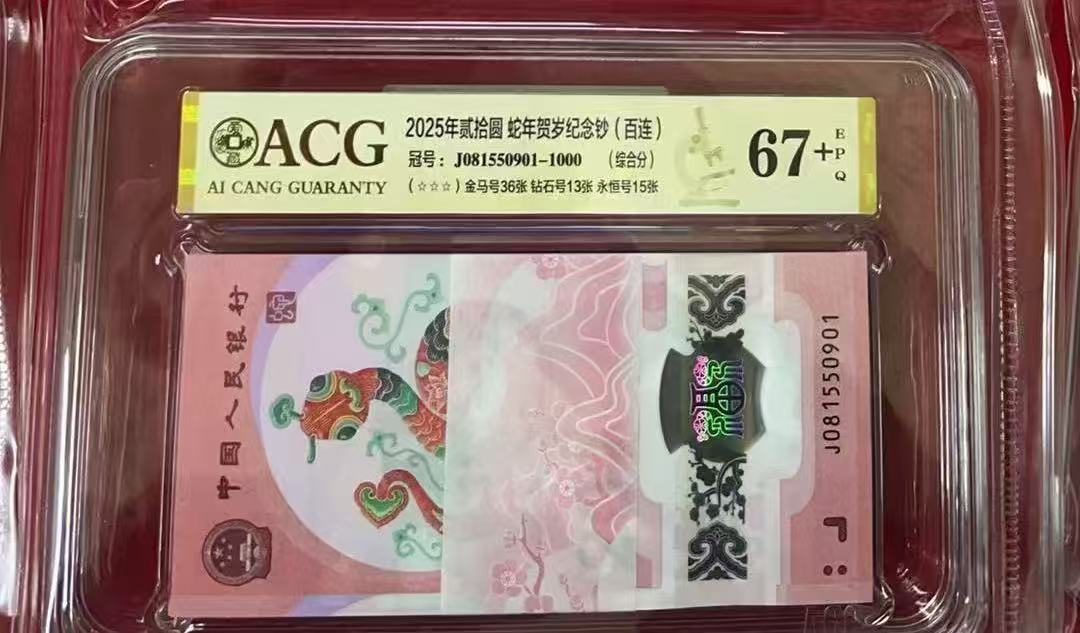 ACG
AI CANG GUARANTY
2025年贰拾圆 蛇年贺岁纪念钞（百连）
冠号：J081550901-1000 （综合分）
（☆☆☆）金马号36张 钻石号13张 永恒号15张
67+
EPQ
中国人民银行
J081550901